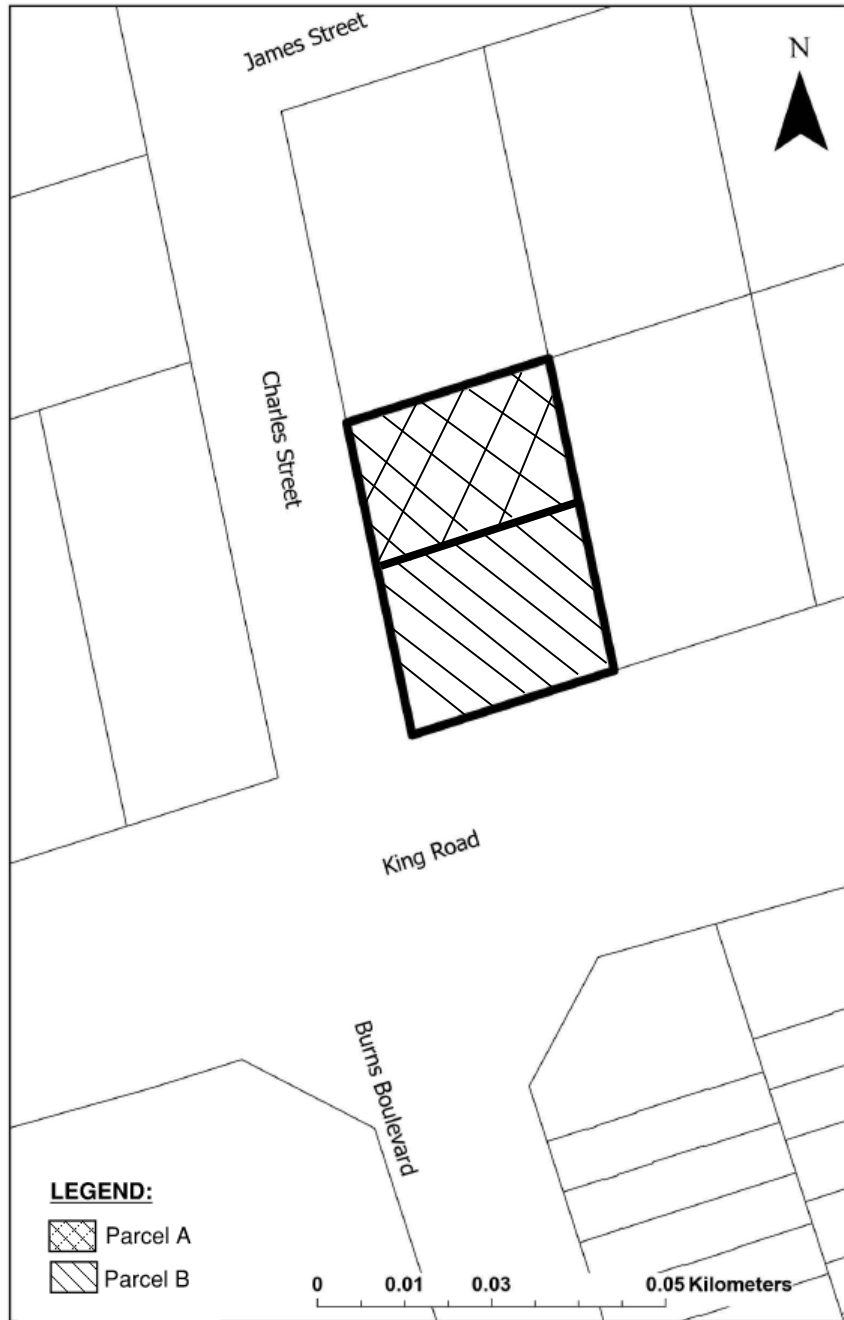 James Street
N
Charles Street
King Road
Burns Boulevard
LEGEND:
Parcel A
Parcel B
0 0.01 0.03 0.05 Kilometers